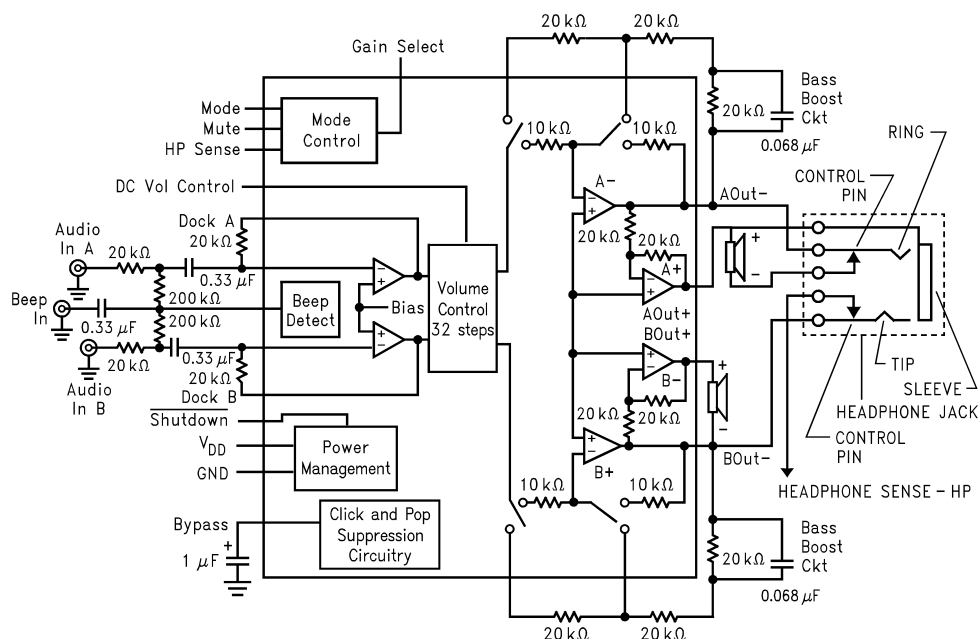 20 kΩ 20 kΩ
Gain Select
Mode
Mute
HP Sense
Mode
Control
10 kΩ 10 kΩ
20 kΩ
Bass
Boost
Ckt
0.068 μF
RING
CONTROL
PIN
DC Vol Control
A-
AOut-
Audio
In A
Dock A
20 kΩ
20 kΩ
0.33 μF
20 kΩ
20 kΩ
A+
+
-
200 kΩ
Beep
In
0.33 μF
200 kΩ
Beep
Detect
Bias
Volume
Control
32 steps
AOut+
BOut+
20 kΩ
0.33 μF
20 kΩ
Dock B
Audio
In B
B-
20 kΩ
20 kΩ
+
-
TIP
SLEEVE
HEADPHONE JACK
CONTROL
PIN
Shutdown
VDD
GND
Power
Management
B+
BOut-
HEADPHONE SENSE - HP
10 kΩ 10 kΩ
Bypass
+
1 μF
Click and Pop
Suppression
Circuitry
20 kΩ
Bass
Boost
Ckt
0.068 μF
20 kΩ 20 kΩ